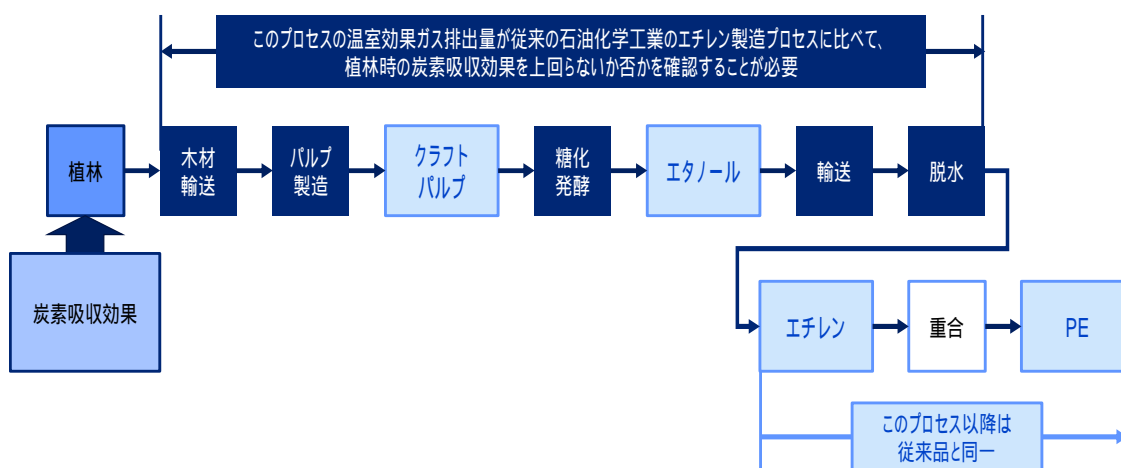 このプロセスの温室効果ガス排出量が従来の石油化学工業のエチレン製造プロセスに比べて、
植林時の炭素吸収効果を上回らないか否かを確認することが必要
植林
木材
輸送
パルプ
製造
クラフト
パルプ
糖化
発酵
エタノール
輸送
脱水
炭素吸収効果
エチレン
重合
PE
このプロセス以降は
従来品と同一